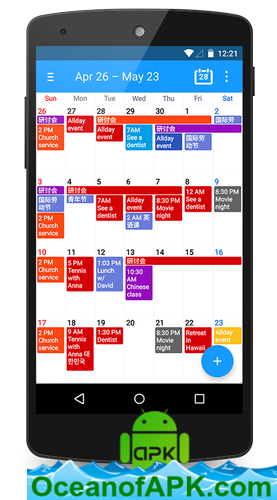 12:21
Apr 26 – May 23
28
Sun Mon Tue Wed Thu Fri Sat
26 27 28 29 30 1 2
研讨会 Allday 研讨会 国际劳
event 研讨会
2 PM Allday 7AM Allday Allday
Church event See a event event
service dentist
3 4 5 6 7 8 9
研讨会 研讨会
国际劳 青年节 7AM Allday 8:30 PM 12 AM 8:30 PM
动节 See a event Movie See a Movie
dentist night dentist night
2 PM 2 AM 英
Church 语课
service
10 11 12 13 14 15 16
研讨会
2 PM 5 PM 1:03 PM 10:30
Church Tennis Lunch AM
service with w/ Chinese
Anna David class
17 18 19 20 21 22 23
2 PM 9 AM 1:30 PM 8:30 PM Retreat Allday
Church Tennis Dentist Movie in event
service with night Hawaii
Anna 대
한민국
+
APK
OceanofAPK.com